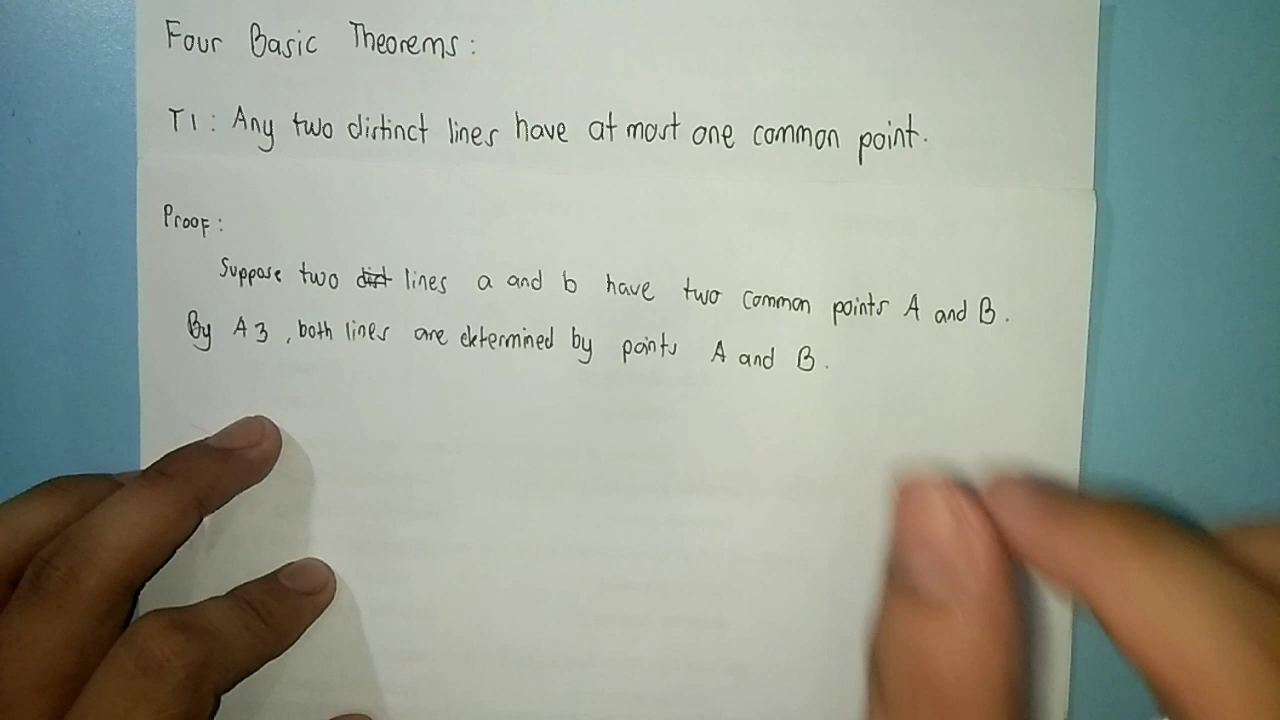 Four Basic Theorems:
T1: Any two distinct lines have at most one common point.
Proof:
Suppose two lines a and b have two common points A and B.
By A3, both lines are determined by points A and B.